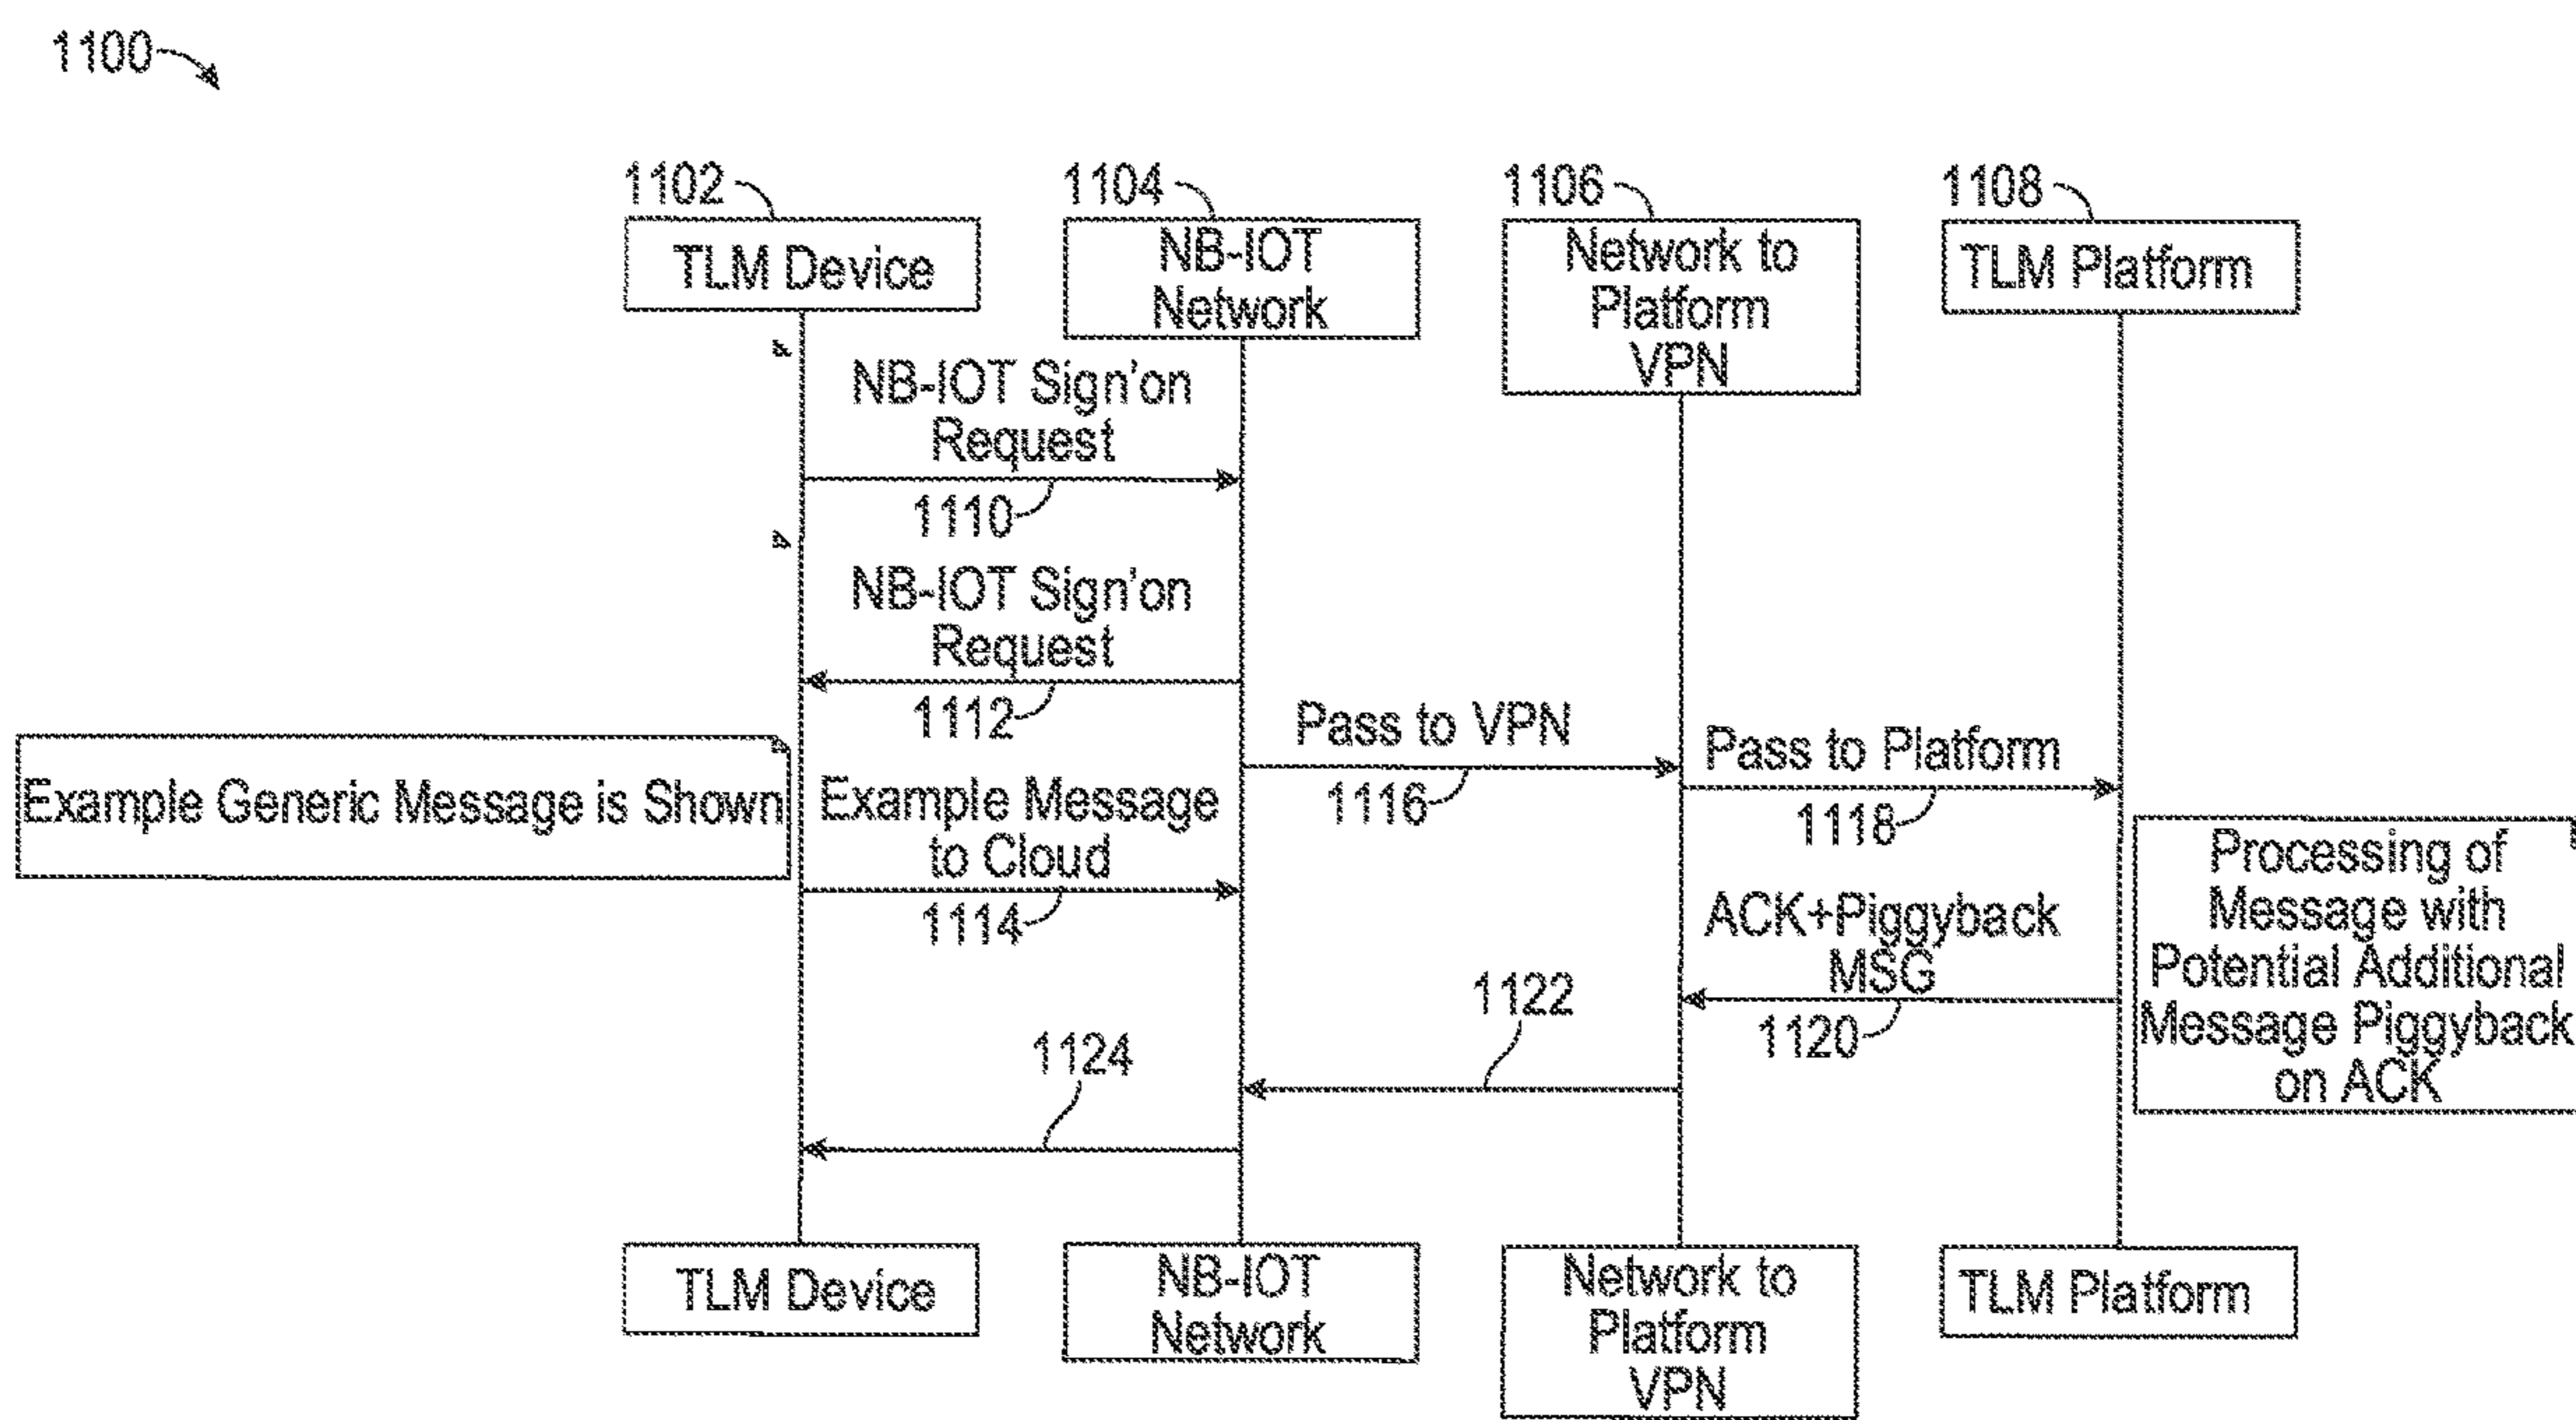 1100
1102
1104
1106
1108
TLM Device
NB-IOT
Network
Network to
Platform
VPN
TLM Platform
NB-IOT Sign'on
Request
1110
NB-IOT Sign'on
Request
1112
Pass to VPN
1116
Pass to Platform
1118
Example Generic Message is Shown
Example Message
to Cloud
1114
Processing of
Message with
Potential Additional
Message Piggyback
on ACK
ACK+Piggyback
MSG
1120
1122
1124
TLM Device
NB-IOT
Network
Network to
Platform
VPN
TLM Platform